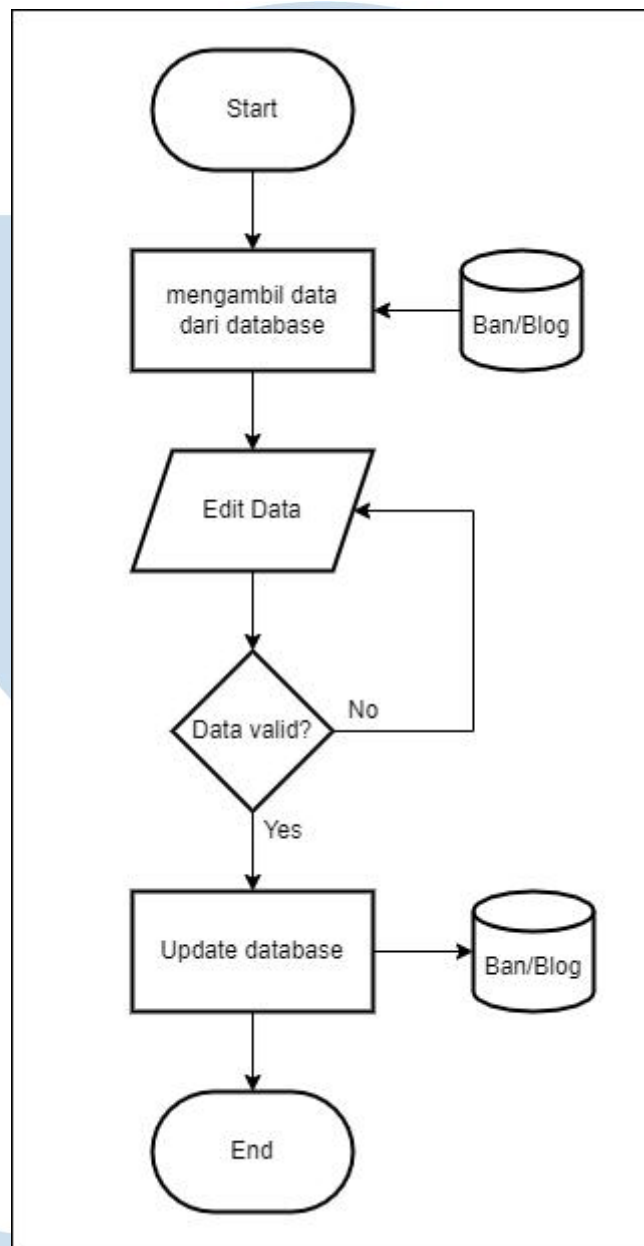 Start
mengambil data
dari database
Ban/Blog
Edit Data
Data valid?
No
Yes
Update database
Ban/Blog
End